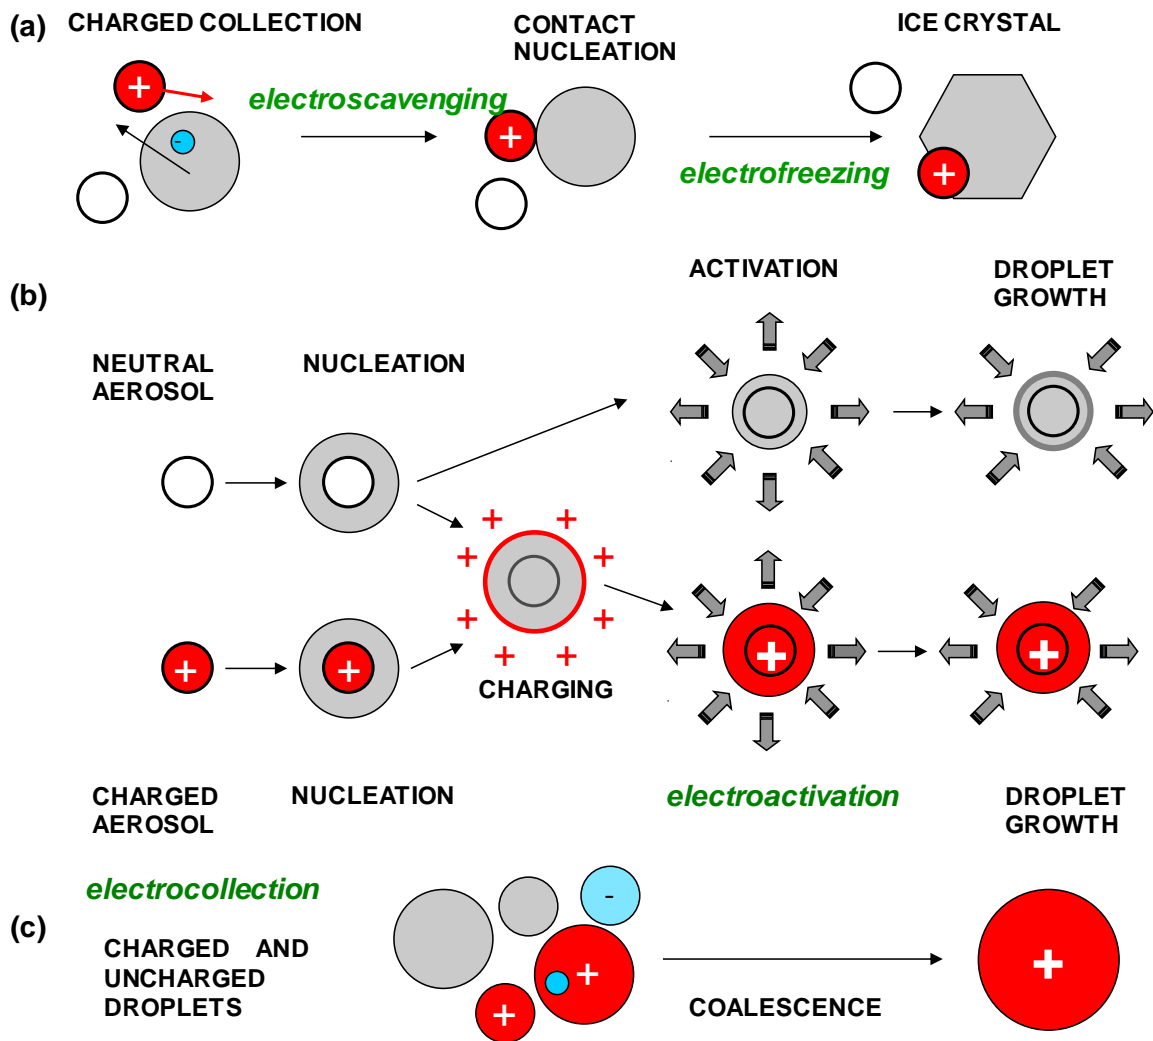 (a)
CHARGED COLLECTION
CONTACT
NUCLEATION
ICE CRYSTAL
+
-
electroscavenging
+
electrofreezing
+
(b)
ACTIVATION
DROPLET
GROWTH
NEUTRAL
AEROSOL
NUCLEATION
+ +
+ +
+ +
+ +
CHARGING
+
+
+
+
CHARGED
AEROSOL
NUCLEATION
electroactivation
DROPLET
GROWTH
(c)
electrocollection
CHARGED AND
UNCHARGED
DROPLETS
-
+
+
COALESCENCE
+